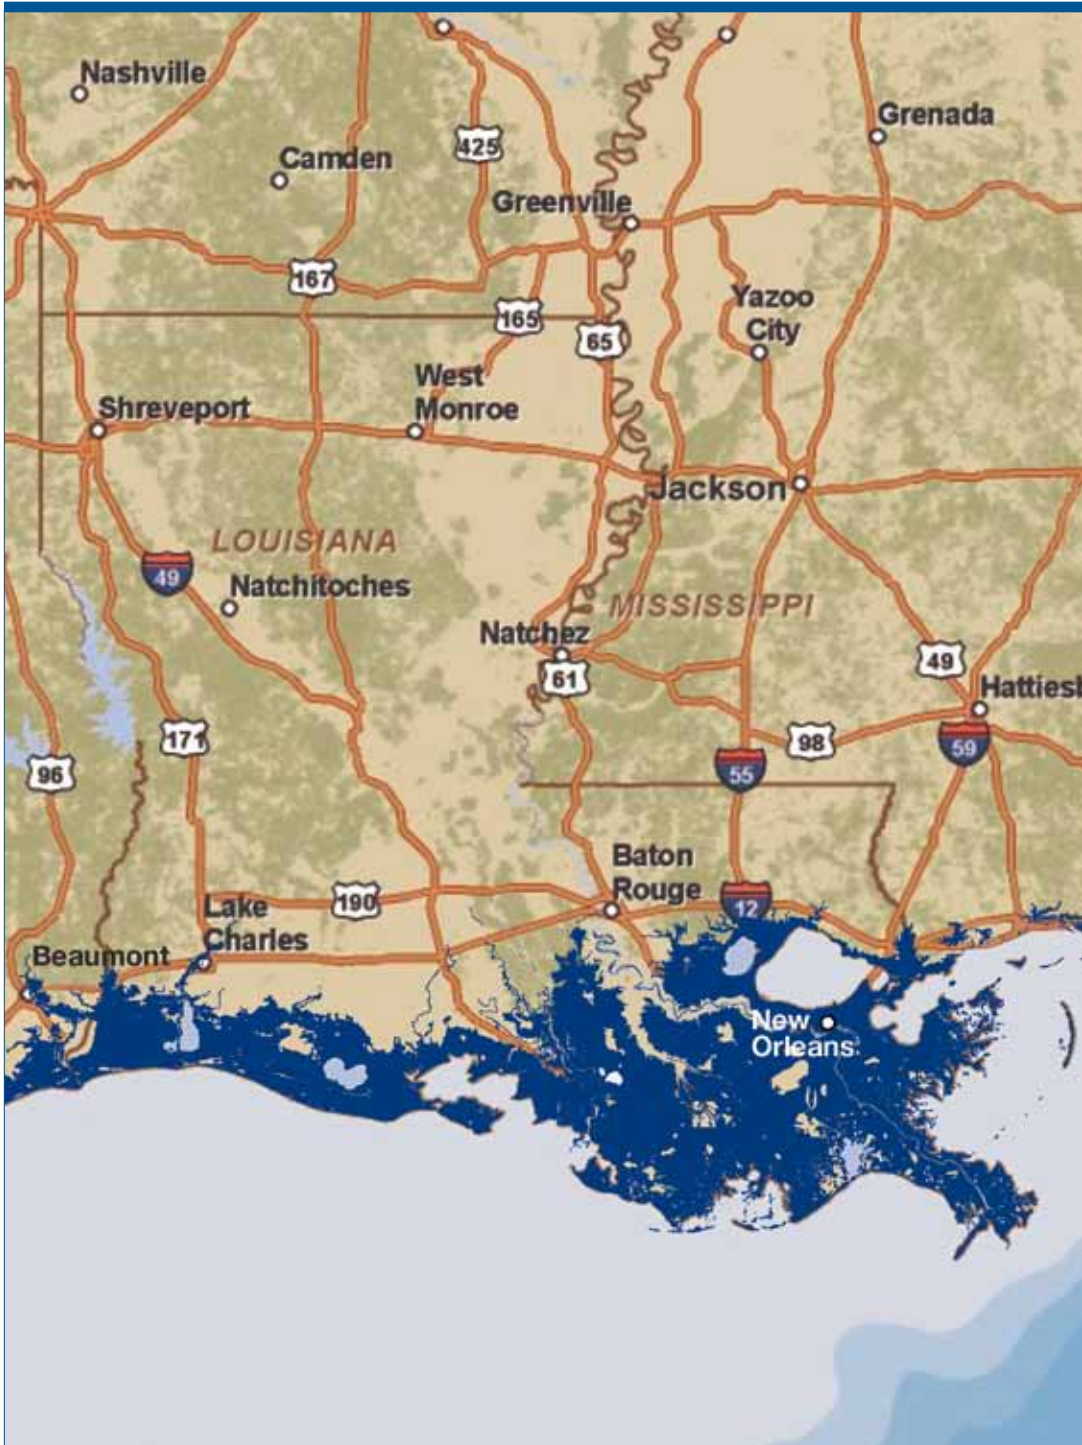 Nashville
Grenada
425
Camden
Greenville
167
Yazoo
City
165
65
West
Monroe
Shreveport
Jackson
LOUISIANA
49
Natchitoches
MISSISSIPPI
Natchez
61
49
Hattiesb
171
98
59
96
55
Baton
Rouge
190
12
Lake
Charles
Beaumont
New
Orleans